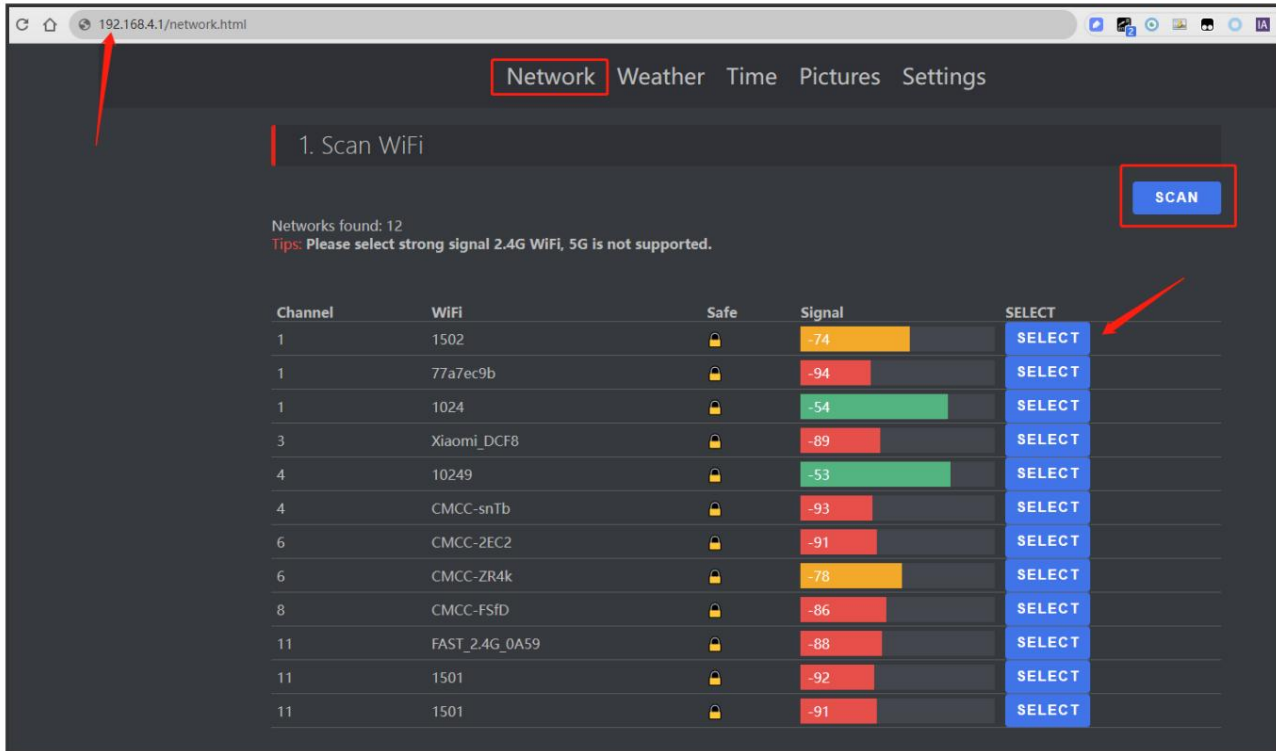 192.168.4.1/network.html
2
IA
Network Weather Time Pictures Settings
1. Scan WiFi
SCAN
Networks found: 12
Tips: Please select strong signal 2.4G WiFi, 5G is not supported.
Channel WiFi Safe Signal SELECT
1 1502 -74 SELECT
1 77a7ec9b -94 SELECT
1 1024 -54 SELECT
3 Xiaomi_DCF8 -89 SELECT
4 10249 -53 SELECT
4 CMCC-snTb -93 SELECT
6 CMCC-2EC2 -91 SELECT
6 CMCC-ZR4k -78 SELECT
8 CMCC-FSfD -86 SELECT
11 FAST_2.4G_0A59 -88 SELECT
11 1501 -92 SELECT
11 1501 -91 SELECT